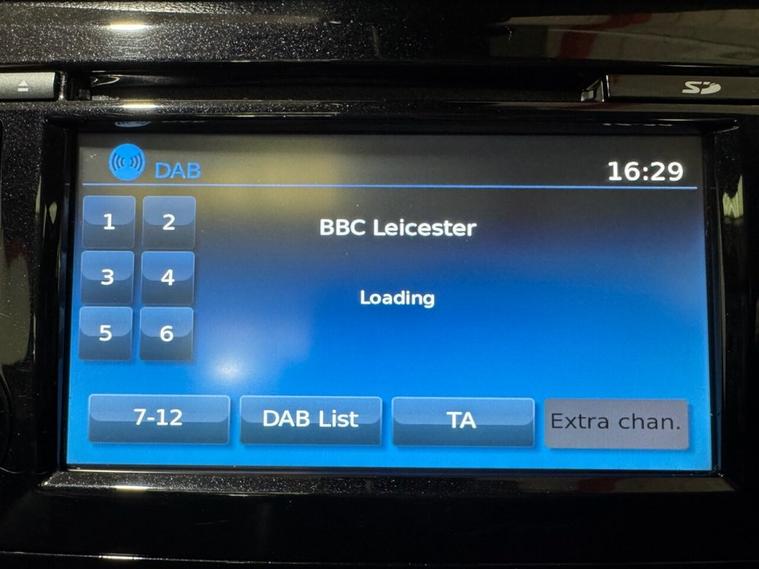 SD
DAB
16:29
1 2
BBC Leicester
3 4
Loading
5 6
7-12 DAB List TA Extra chan.